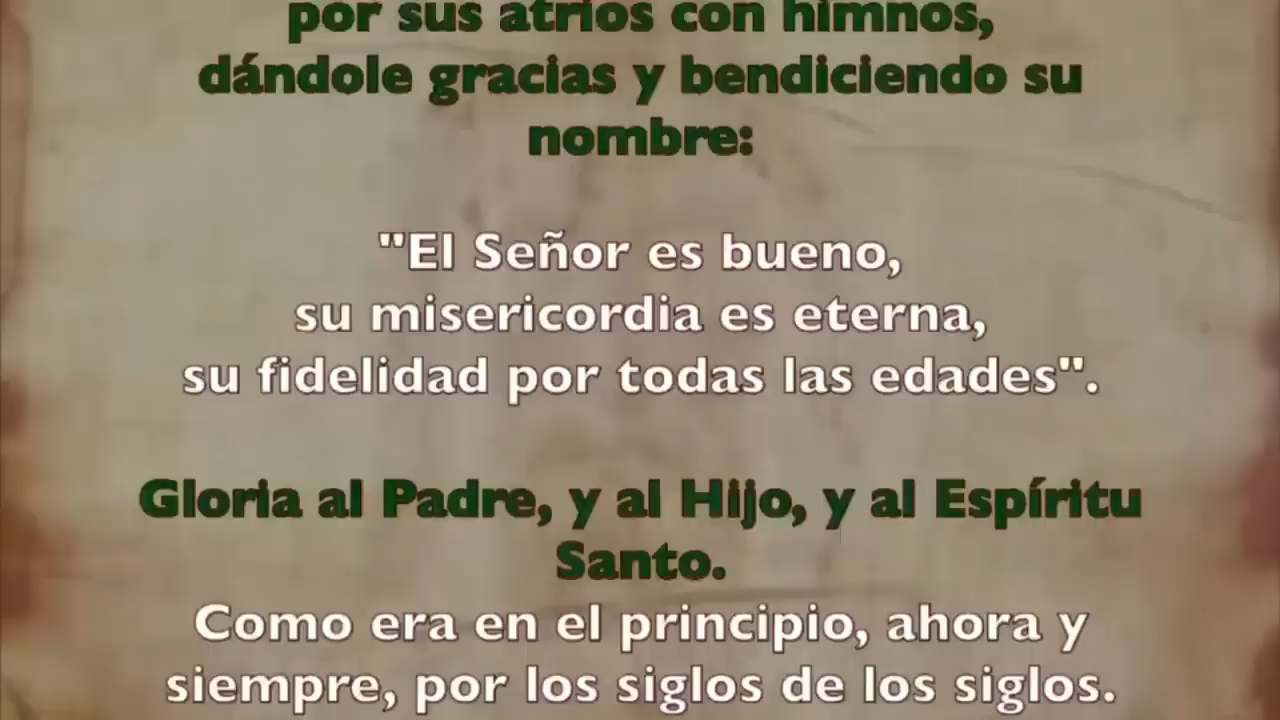 por sus atrios con himnos,
dándole gracias y bendiciendo su
nombre:
"El Señor es bueno,
su misericordia es eterna,
su fidelidad por todas las edades".
Gloria al Padre, y al Hijo, y al Espíritu
Santo.
Como era en el principio, ahora y
siempre, por los siglos de los siglos.